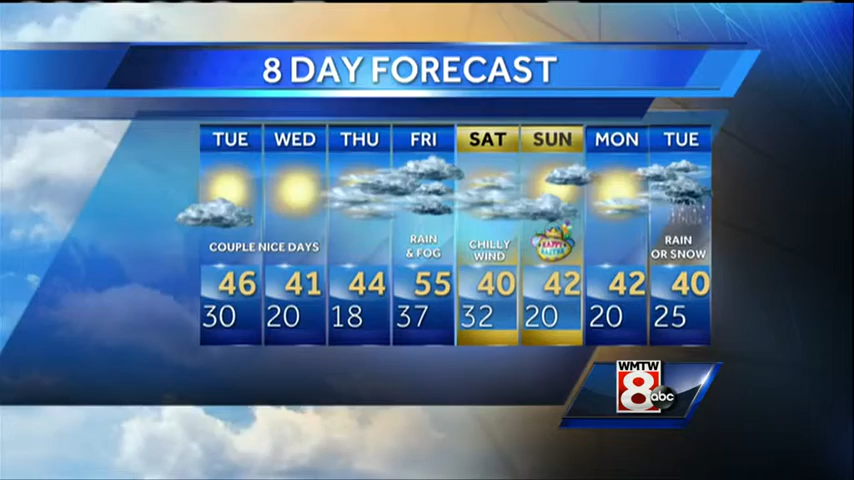 8 DAY FORECAST
TUE WED THU FRI SAT SUN MON TUE
COUPLE NICE DAYS
RAIN
& FOG
CHILLY
WIND
HAPPY
EASTER
RAIN
OR SNOW
46 41 44 55 40 42 42 40
30 20 18 37 32 20 20 25
WMTW
8
abc